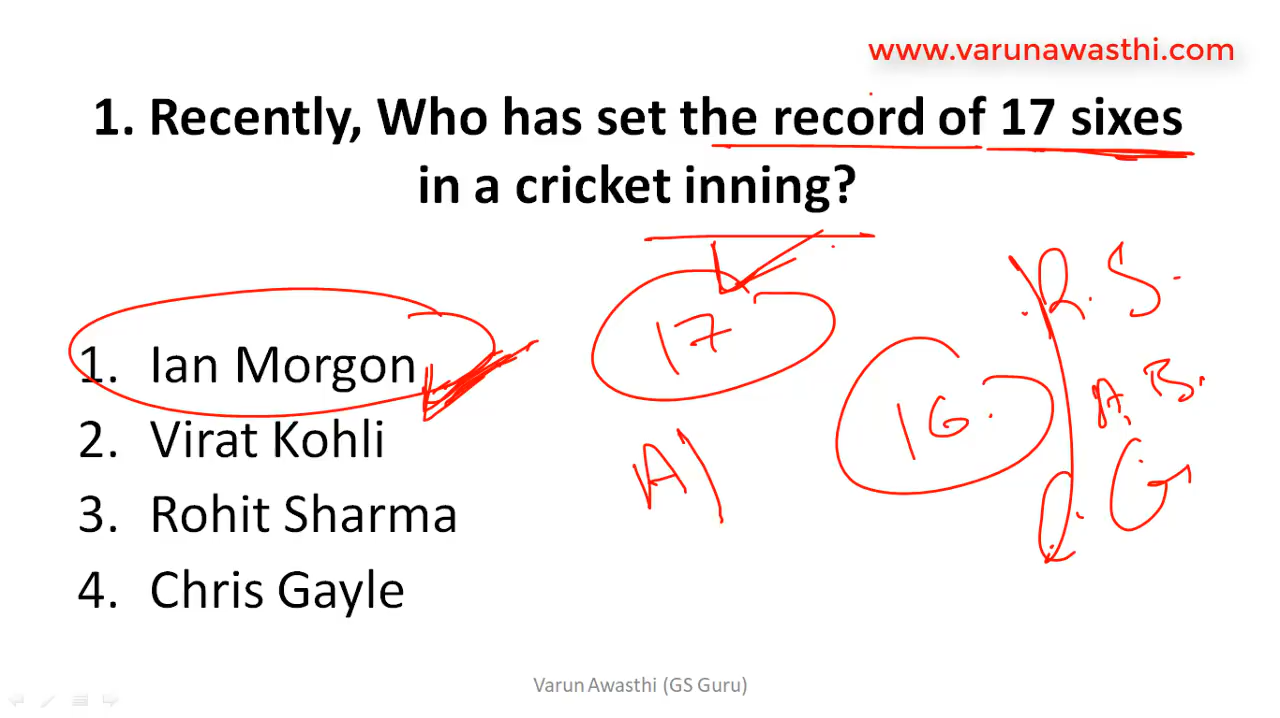 www.varunawasthi.com
1. Recently, Who has set the record of 17 sixes
in a cricket inning?
1. Ian Morgon
2. Virat Kohli
3. Rohit Sharma
4. Chris Gayle
17
A)
16.
R. S.
A. B.
C. G
Varun Awasthi (GS Guru)